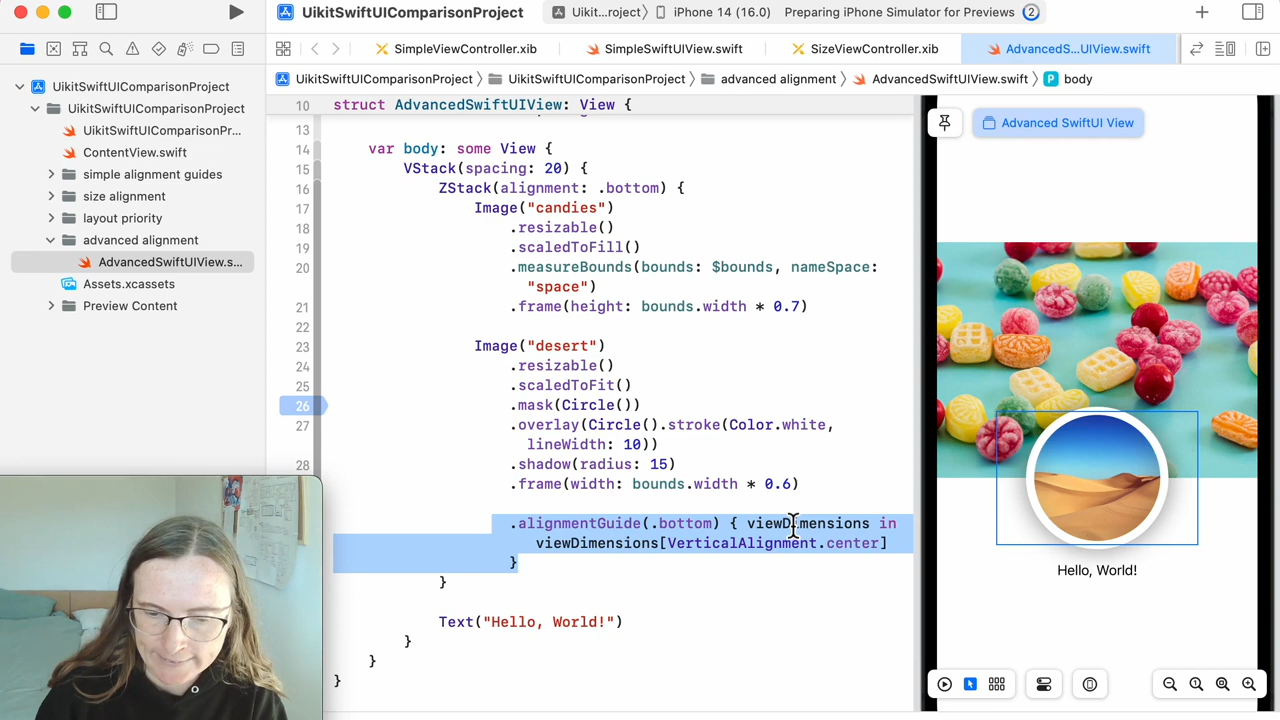 UikitSwiftUIComparisonProject
Uikit...roject
iPhone 14 (16.0)
Preparing iPhone Simulator for Previews
2
SimpleViewController.xib
SimpleSwiftUIView.swift
SizeViewController.xib
AdvancedS...UIView.swift
UikitSwiftUIComparisonProject
UikitSwiftUIComparisonProject
advanced alignment
AdvancedSwiftUIView.swift
P body
UikitSwiftUIComparisonProject
UikitSwiftUIComparisonProject
UikitSwiftUIComparisonPr...
ContentView.swift
simple alignment guides
size alignment
layout priority
advanced alignment
AdvancedSwiftUIView.s...
Assets.xcassets
Preview Content
10 struct AdvancedSwiftUIView: View {
13
14 var body: some View {
15 VStack(spacing: 20) {
16 ZStack(alignment: .bottom) {
17 Image("candies")
18 .resizable()
19 .scaledToFill()
20 .measureBounds(bounds: $bounds, nameSpace:
"space")
21 .frame(height: bounds.width * 0.7)
22
23 Image("desert")
24 .resizable()
25 .scaledToFit()
26 .mask(Circle())
27 .overlay(Circle().stroke(Color.white,
lineWidth: 10))
28 .shadow(radius: 15)
.frame(width: bounds.width * 0.6)
.alignmentGuide(.bottom) { viewDimensions in
viewDimensions[VerticalAlignment.center]
}
}
Text("Hello, World!")
}
}
}
Advanced SwiftUI View
Hello, World!